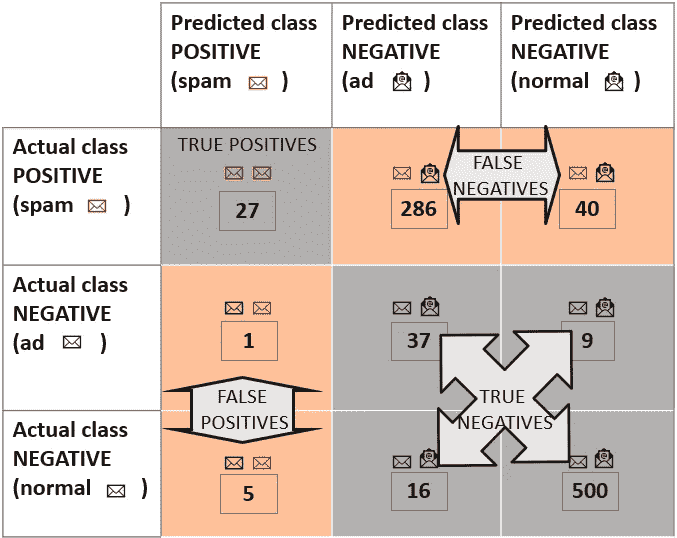 Predicted class
POSITIVE
(spam )
Predicted class
NEGATIVE
(ad )
Predicted class
NEGATIVE
(normal )
Actual class
POSITIVE
(spam )
TRUE POSITIVES
27
286
FALSE
NEGATIVES
40
Actual class
NEGATIVE
(ad )
1
37
9
FALSE
POSITIVES
TRUE
NEGATIVES
Actual class
NEGATIVE
(normal )
5
16
500